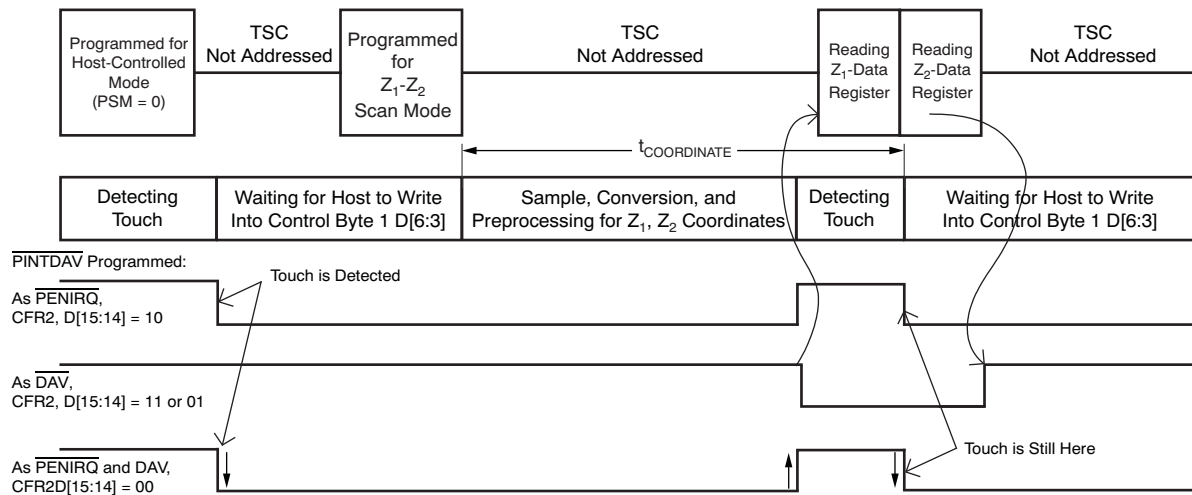 Programmed for
Host-Controlled
Mode
(PSM = 0)
TSC
Not Addressed
Programmed
for
Z1-Z2
Scan Mode
TSC
Not Addressed
Reading
Z1-Data
Register
Reading
Z2-Data
Register
TSC
Not Addressed
tCOORDINATE
Detecting
Touch
Waiting for Host to Write
Into Control Byte 1 D[6:3]
Sample, Conversion, and
Preprocessing for Z1, Z2 Coordinates
Detecting
Touch
Waiting for Host to Write
Into Control Byte 1 D[6:3]
PINTDAV Programmed:
Touch is Detected
As PENIRQ,
CFR2, D[15:14] = 10
As DAV,
CFR2, D[15:14] = 11 or 01
Touch is Still Here
As PENIRQ and DAV,
CFR2D[15:14] = 00